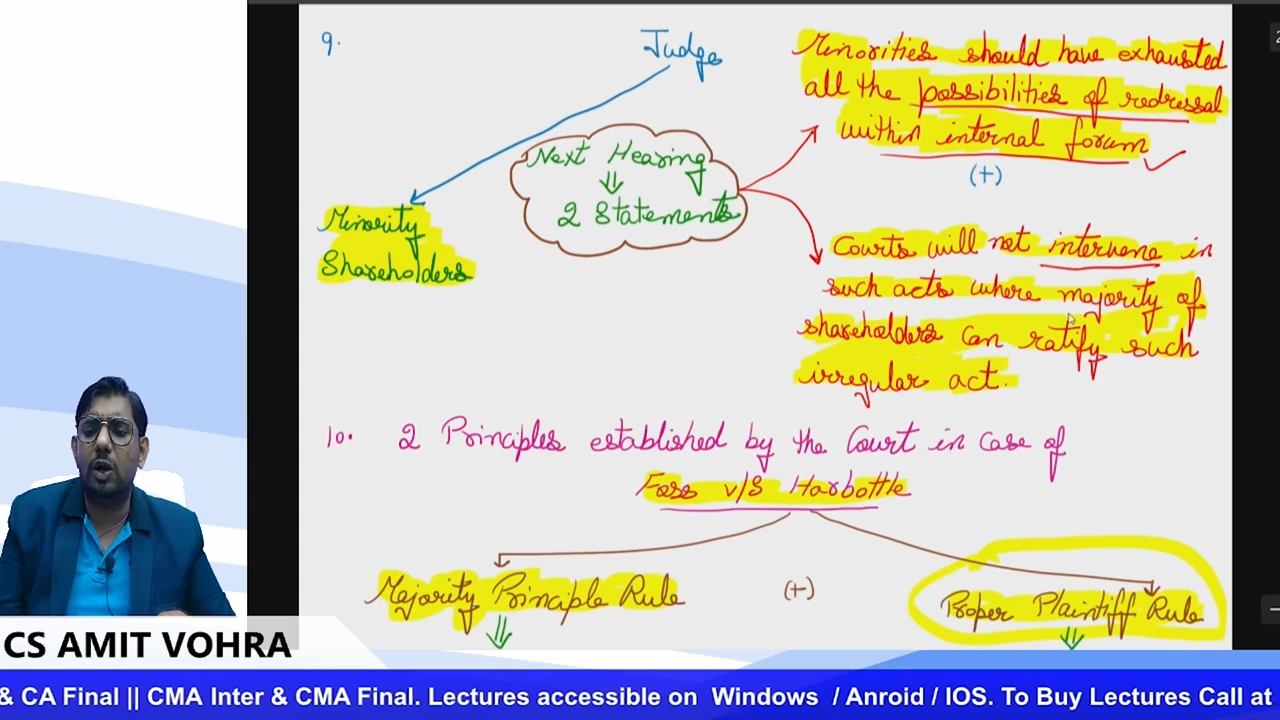 9.
Judge
Minorities should have exhausted
all the possibilities of redressal
within internal forum
(+)
Next Hearing
2 Statements
Minority
Shareholders
Courts will not intervene in
such acts where majority of
shareholders can ratify such
irregular act.
10. 2 Principles established by the Court in case of
Foss v/s Harbottle
Majority Principle Rule
(+)
Proper Plaintiff Rule
CS AMIT VOHRA
& CA Final || CMA Inter & CMA Final. Lectures accessible on Windows / Anroid / IOS. To Buy Lectures Call at